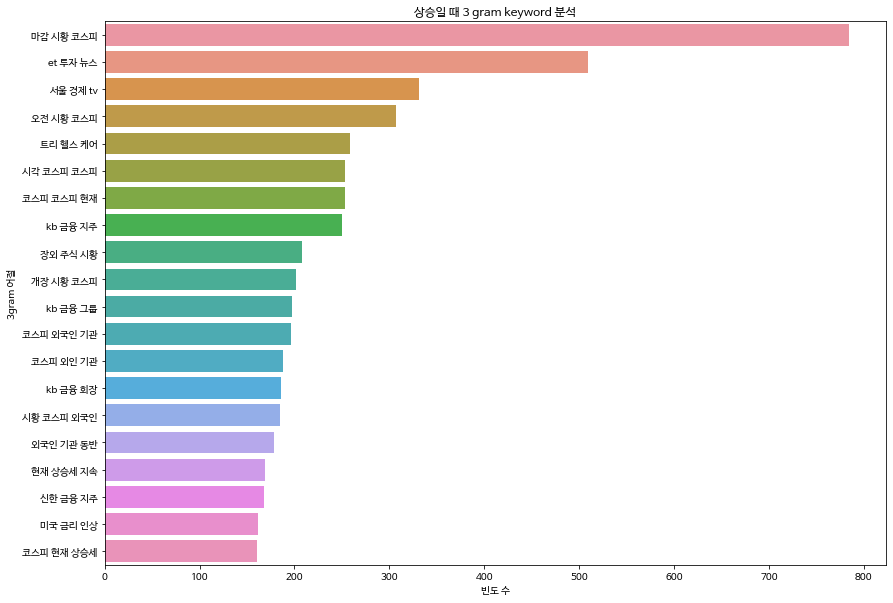 상승일 때 3 gram keyword 분석
3gram 어절
마감 시황 코스피
et 투자 뉴스
서울 경제 tv
오전 시황 코스피
트리 헬스 케어
시각 코스피 코스피
코스피 코스피 현재
kb 금융 지주
장외 주식 시황
개장 시황 코스피
kb 금융 그룹
코스피 외국인 기관
코스피 외인 기관
kb 금융 회장
시황 코스피 외국인
외국인 기관 동반
현재 상승세 지속
신한 금융 지주
미국 금리 인상
코스피 현재 상승세
0 100 200 300 400 500 600 700 800
빈도 수